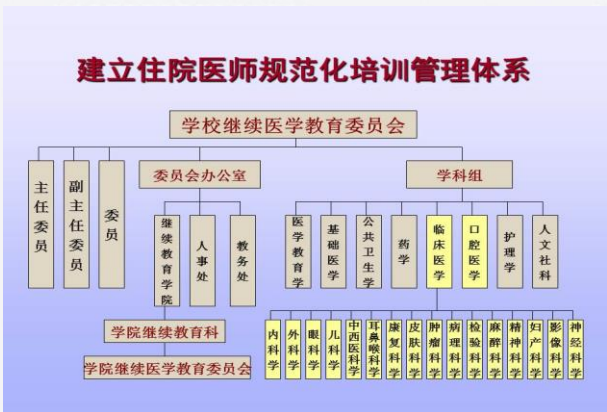 建立住院医师规范化培训管理体系
学校继续医学教育委员会
主任委员
副主任委员
委员
委员会办公室
学科组
继续教育学院
人事处
教务处
医学教育学
基础医学
公共卫生学
药学
临床医学
口腔医学
护理学
人文社科
学院继续教育科
学院继续医学教育委员会
内科学
外科学
眼科学
儿科学
中西医科学
耳鼻喉科学
康复科学
皮肤科学
肿瘤科学
病理科学
检验科学
麻醉科学
精神科学
妇产科学
影像科学
神经科学